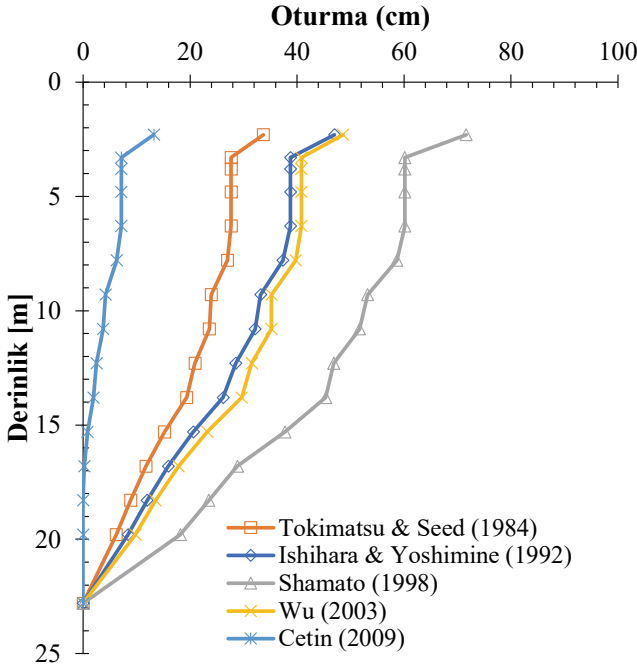 Oturma (cm)
0 20 40 60 80 100
0
5
10
15
20
25
Derinlik [m]
Tokimatsu & Seed (1984)
Ishihara & Yoshimine (1992)
Shamato (1998)
Wu (2003)
Cetin (2009)